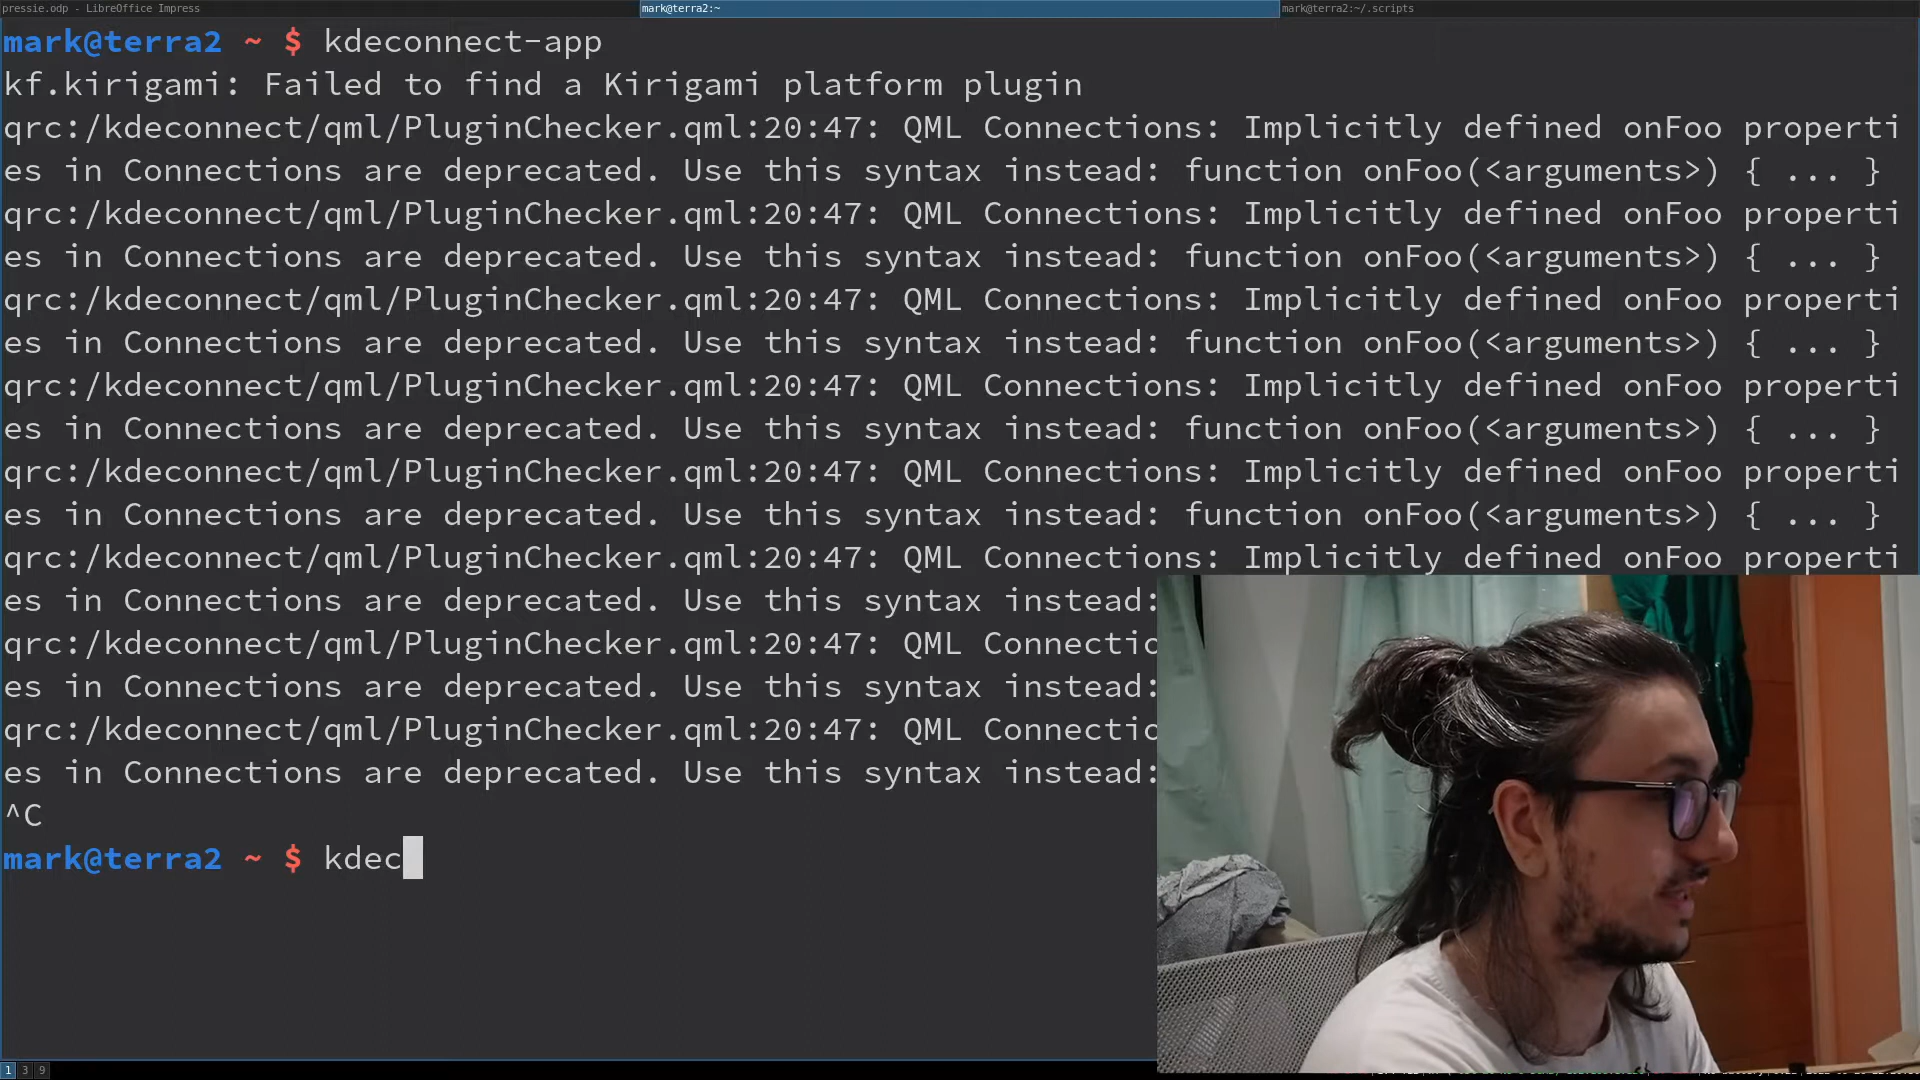 pressie.odp - LibreOffice Impress
mark@terra2:~
mark@terra2:~/.scripts
mark@terra2 ~ $ kdeconnect-app
kf.kirigami: Failed to find a Kirigami platform plugin
qrc:/kdeconnect/qml/PluginChecker.qml:20:47: QML Connections: Implicitly defined onFoo properti
es in Connections are deprecated. Use this syntax instead: function onFoo(<arguments>) { ... }
qrc:/kdeconnect/qml/PluginChecker.qml:20:47: QML Connections: Implicitly defined onFoo properti
es in Connections are deprecated. Use this syntax instead: function onFoo(<arguments>) { ... }
qrc:/kdeconnect/qml/PluginChecker.qml:20:47: QML Connections: Implicitly defined onFoo properti
es in Connections are deprecated. Use this syntax instead: function onFoo(<arguments>) { ... }
qrc:/kdeconnect/qml/PluginChecker.qml:20:47: QML Connections: Implicitly defined onFoo properti
es in Connections are deprecated. Use this syntax instead: function onFoo(<arguments>) { ... }
qrc:/kdeconnect/qml/PluginChecker.qml:20:47: QML Connections: Implicitly defined onFoo properti
es in Connections are deprecated. Use this syntax instead: function onFoo(<arguments>) { ... }
qrc:/kdeconnect/qml/PluginChecker.qml:20:47: QML Connections: Implicitly defined onFoo properti
es in Connections are deprecated. Use this syntax instead:
qrc:/kdeconnect/qml/PluginChecker.qml:20:47: QML Connectio
es in Connections are deprecated. Use this syntax instead:
qrc:/kdeconnect/qml/PluginChecker.qml:20:47: QML Connectio
es in Connections are deprecated. Use this syntax instead:
^C
mark@terra2 ~ $ kdec
1 3 9